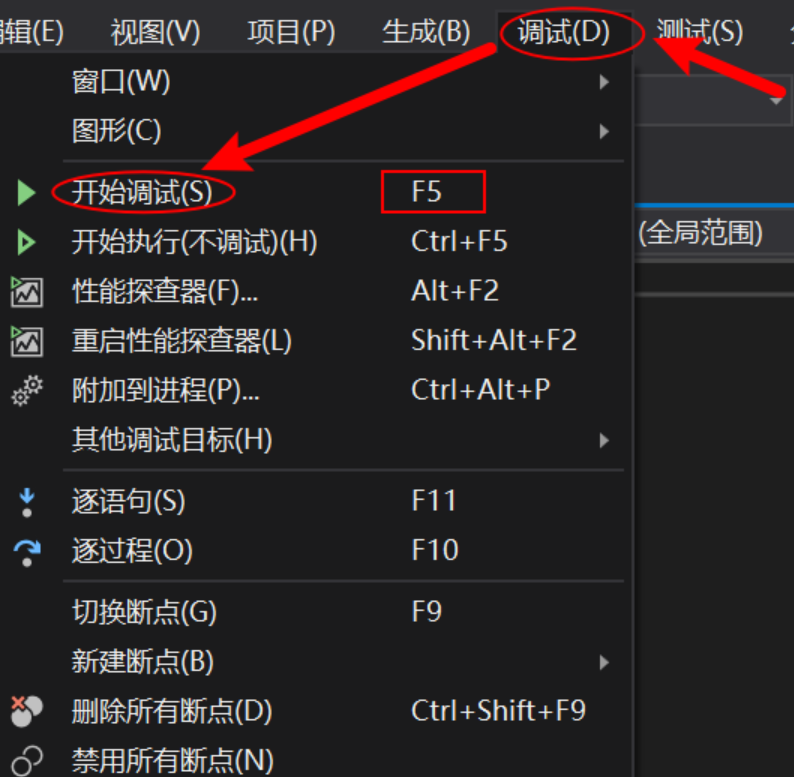 编辑(E) 视图(V) 项目(P) 生成(B) 调试(D) 测试(S)
窗口(W)
图形(C)
开始调试(S) F5
(全局范围)
开始执行(不调试)(H) Ctrl+F5
性能探查器(F)... Alt+F2
重启性能探查器(L) Shift+Alt+F2
附加到进程(P)... Ctrl+Alt+P
其他调试目标(H)
逐语句(S) F11
逐过程(O) F10
切换断点(G) F9
新建断点(B)
删除所有断点(D) Ctrl+Shift+F9
禁用所有断点(N)